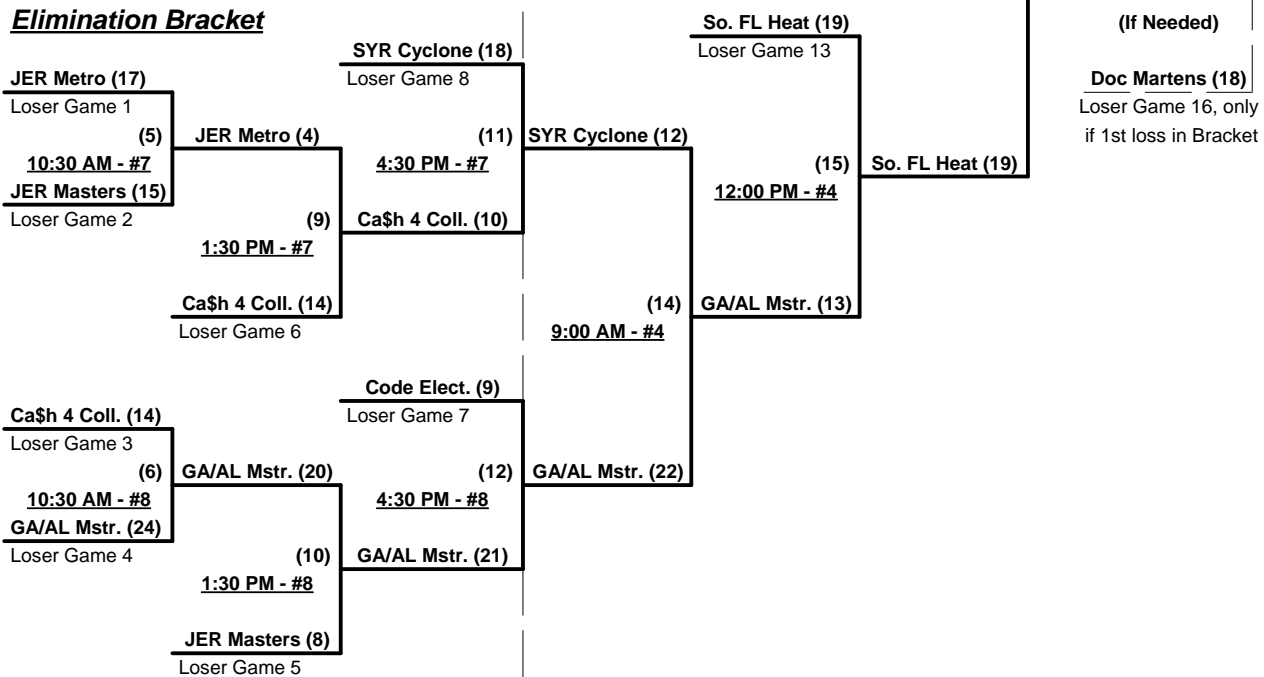 Elimination Bracket
So. FL Heat (19)
(If Needed)
SYR Cyclone (18)
Loser Game 13
Loser Game 8
JER Metro (17)
Doc Martens (18)
Loser Game 1
Loser Game 16, only
if 1st loss in Bracket
(5)
JER Metro (4)
(11)
SYR Cyclone (12)
10:30 AM - #7
4:30 PM - #7
(15)
So. FL Heat (19)
JER Masters (15)
12:00 PM - #4
Loser Game 2
(9)
Ca$h 4 Coll. (10)
1:30 PM - #7
Ca$h 4 Coll. (14)
(14)
GA/AL Mstr. (13)
Loser Game 6
9:00 AM - #4
Code Elect. (9)
Ca$h 4 Coll. (14)
Loser Game 7
Loser Game 3
(6)
GA/AL Mstr. (20)
(12)
GA/AL Mstr. (22)
10:30 AM - #8
4:30 PM - #8
GA/AL Mstr. (24)
Loser Game 4
(10)
GA/AL Mstr. (21)
1:30 PM - #8
JER Masters (8)
Loser Game 5